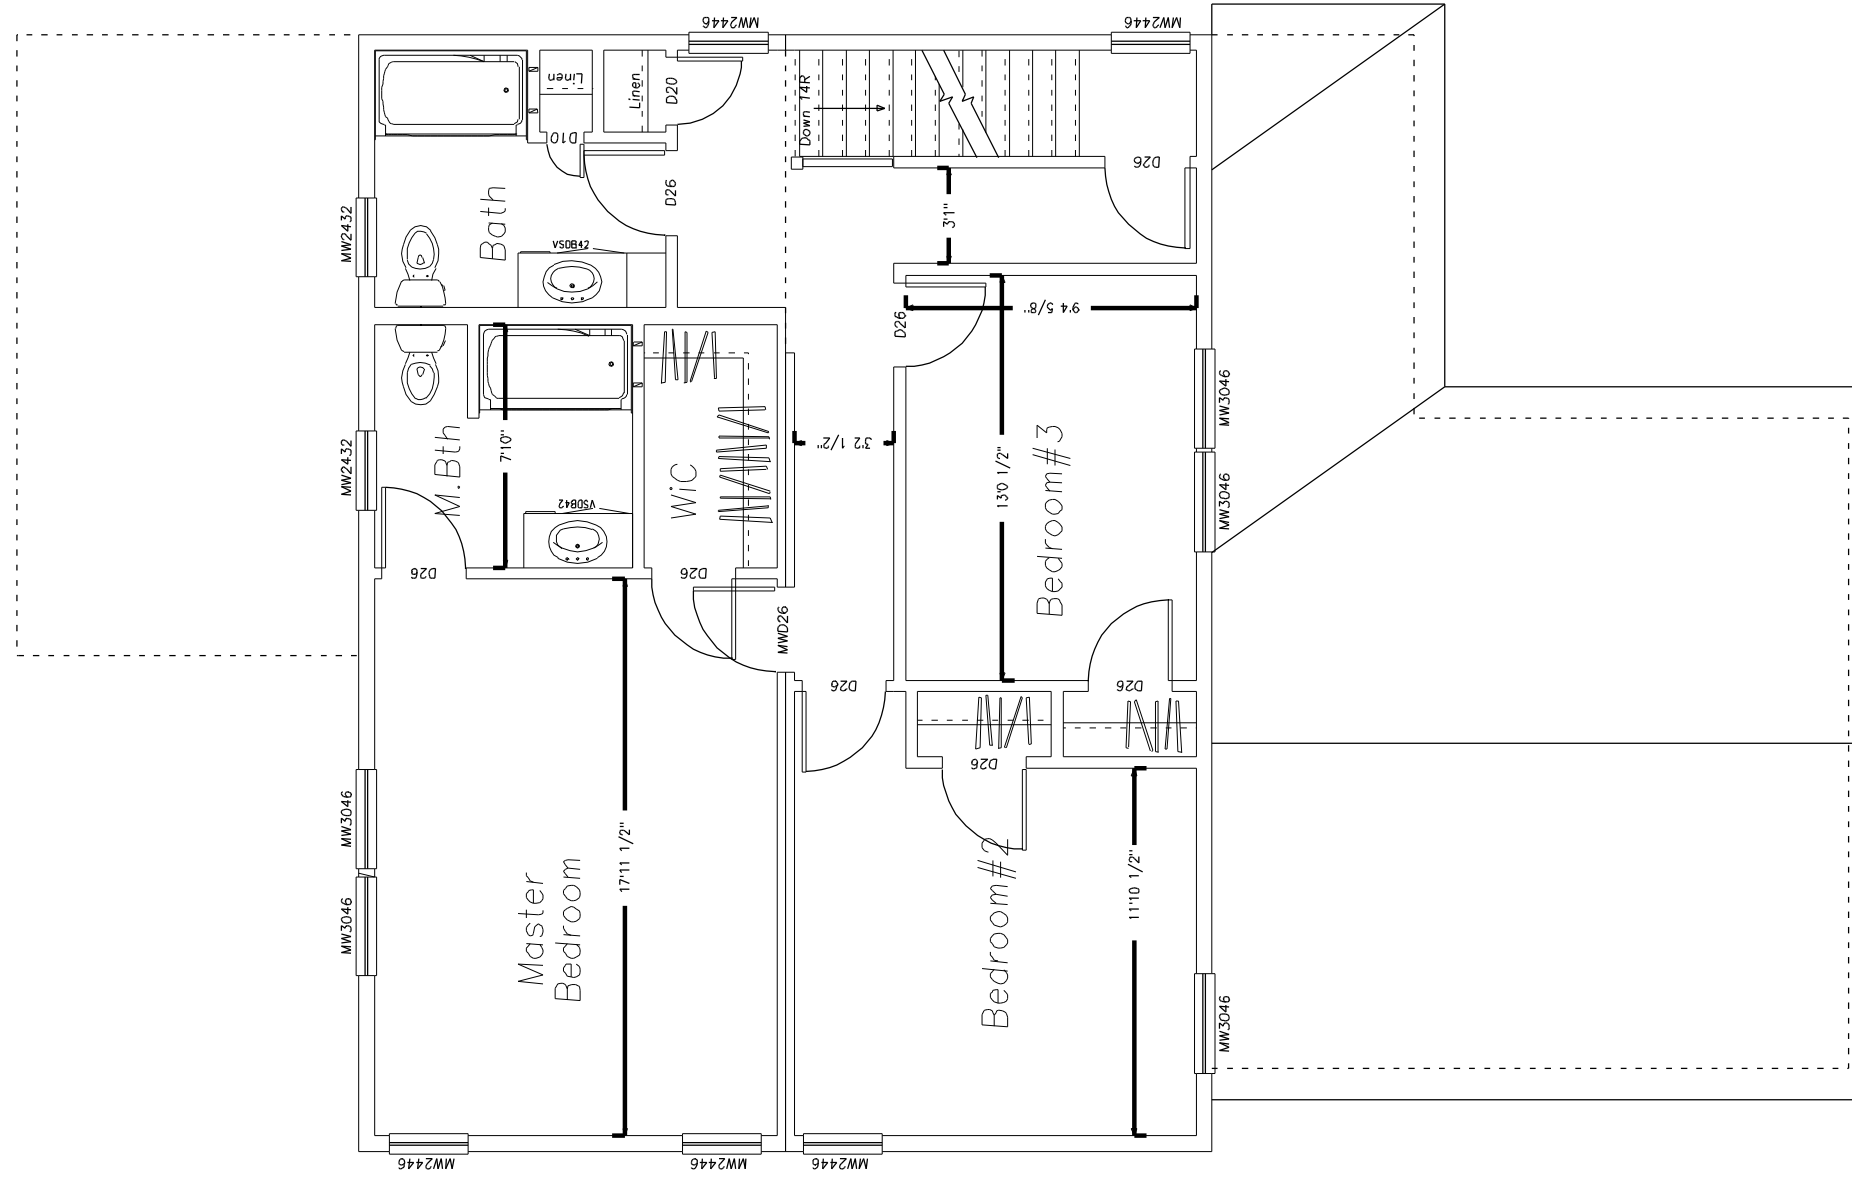 MW2446
MW2446
Linen
Linen
D20
Down 14R
D10
D26
D26
Bath
MW2432
VSDB42
3'1"
9'4 5/8"
D26
MW3046
MW2432
M.Bth
7'10"
WiC
3'2 1/2"
13'0 1/2"
Bedroom#3
MW3046
VSDB42
D26
D26
MWD26
D26
D26
D26
MW3046
17'11 1/2"
11'10 1/2"
Bedroom#2
MW3046
Master
Bedroom
MW3046
MW2446
MW2446
MW2446